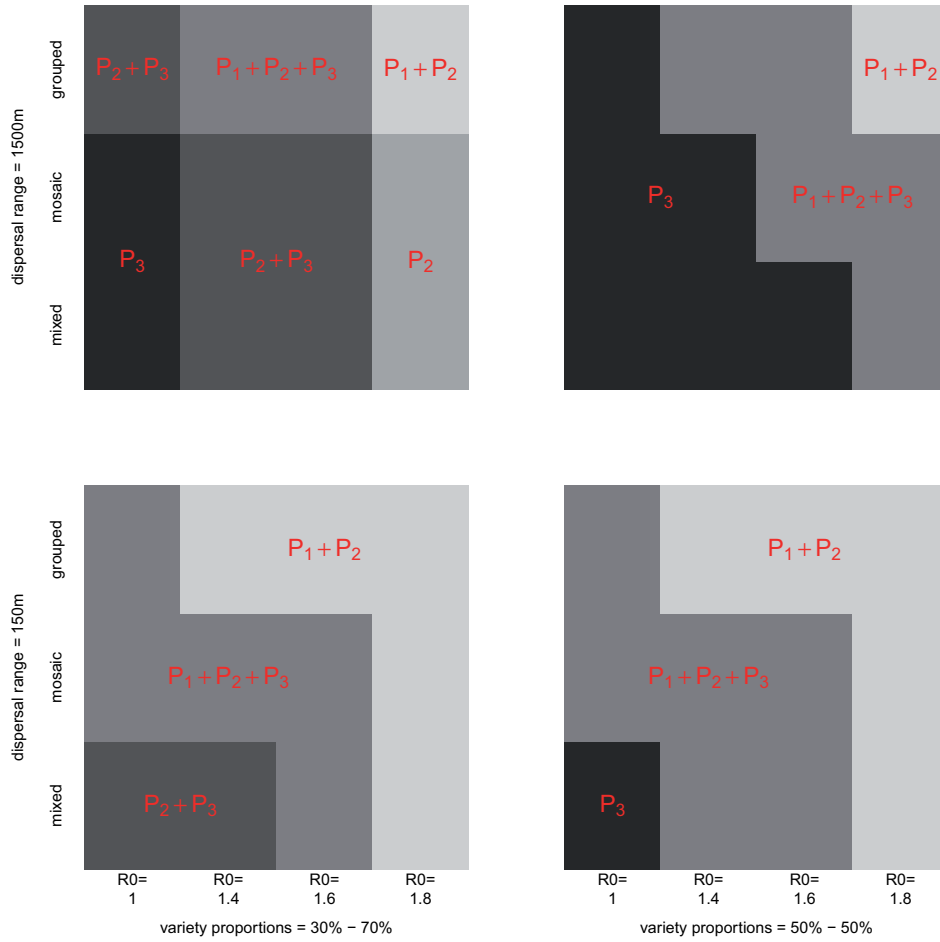 dispersal range = 1500m
grouped
mosaic
mixed
P₂ + P₃
P₁ + P₂ + P₃
P₁ + P₂
P₃
P₂ + P₃
P₂
P₁ + P₂
P₃
P₁ + P₂ + P₃
dispersal range = 150m
grouped
mosaic
mixed
P₁ + P₂
P₁ + P₂ + P₃
P₂ + P₃
P₁ + P₂
P₁ + P₂ + P₃
P₃
R0=
1
R0=
1.4
R0=
1.6
R0=
1.8
variety proportions = 30% − 70%
R0=
1
R0=
1.4
R0=
1.6
R0=
1.8
variety proportions = 50% − 50%